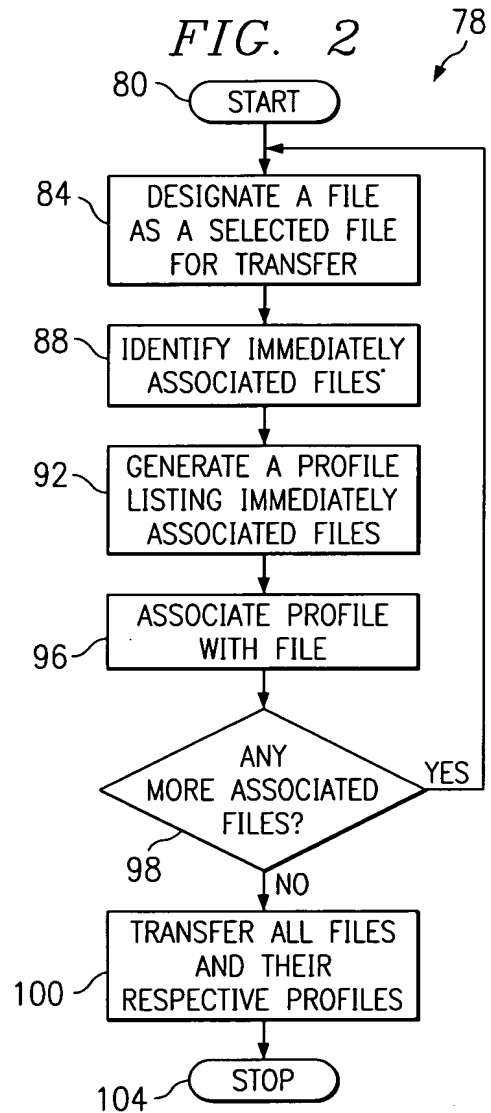 FIG. 2
78
80
START
84
DESIGNATE A FILE
AS A SELECTED FILE
FOR TRANSFER
88
IDENTIFY IMMEDIATELY
ASSOCIATED FILES
92
GENERATE A PROFILE
LISTING IMMEDIATELY
ASSOCIATED FILES
96
ASSOCIATE PROFILE
WITH FILE
ANY
MORE ASSOCIATED
FILES?
YES
98
NO
100
TRANSFER ALL FILES
AND THEIR
RESPECTIVE PROFILES
104
STOP